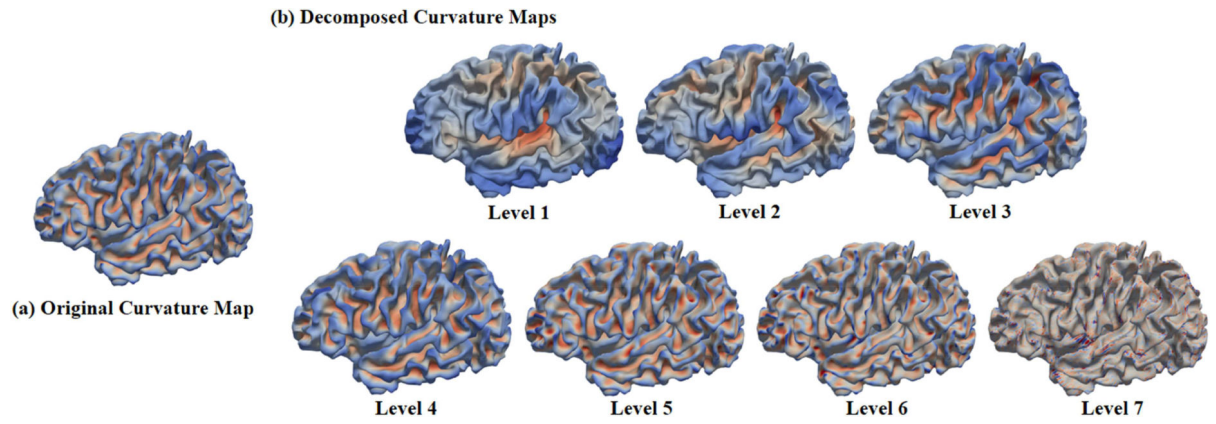 (b) Decomposed Curvature Maps
Level 1
Level 2
Level 3
(a) Original Curvature Map
Level 4
Level 5
Level 6
Level 7